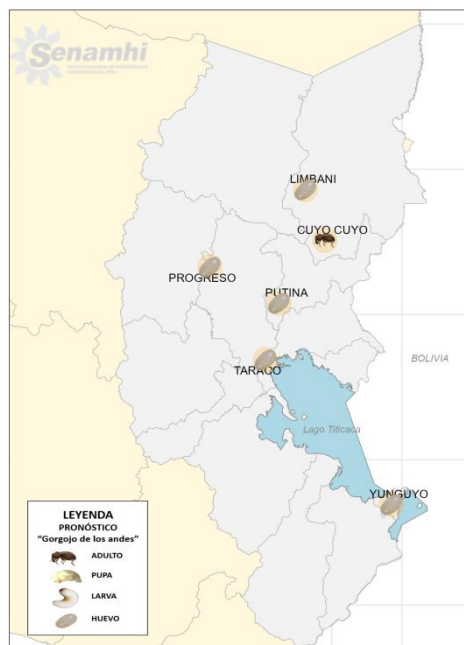 Senamhi
LIMBANI
CUYO CUYO
PROGRESO
PUTINA
TARACO
BOLIVIA
Lago Titicaca
YUNGUYO
LEYENDA
PRONÓSTICO
"Gorgojo de los andes"
ADULTO
PUPA
LARVA
HUEVO